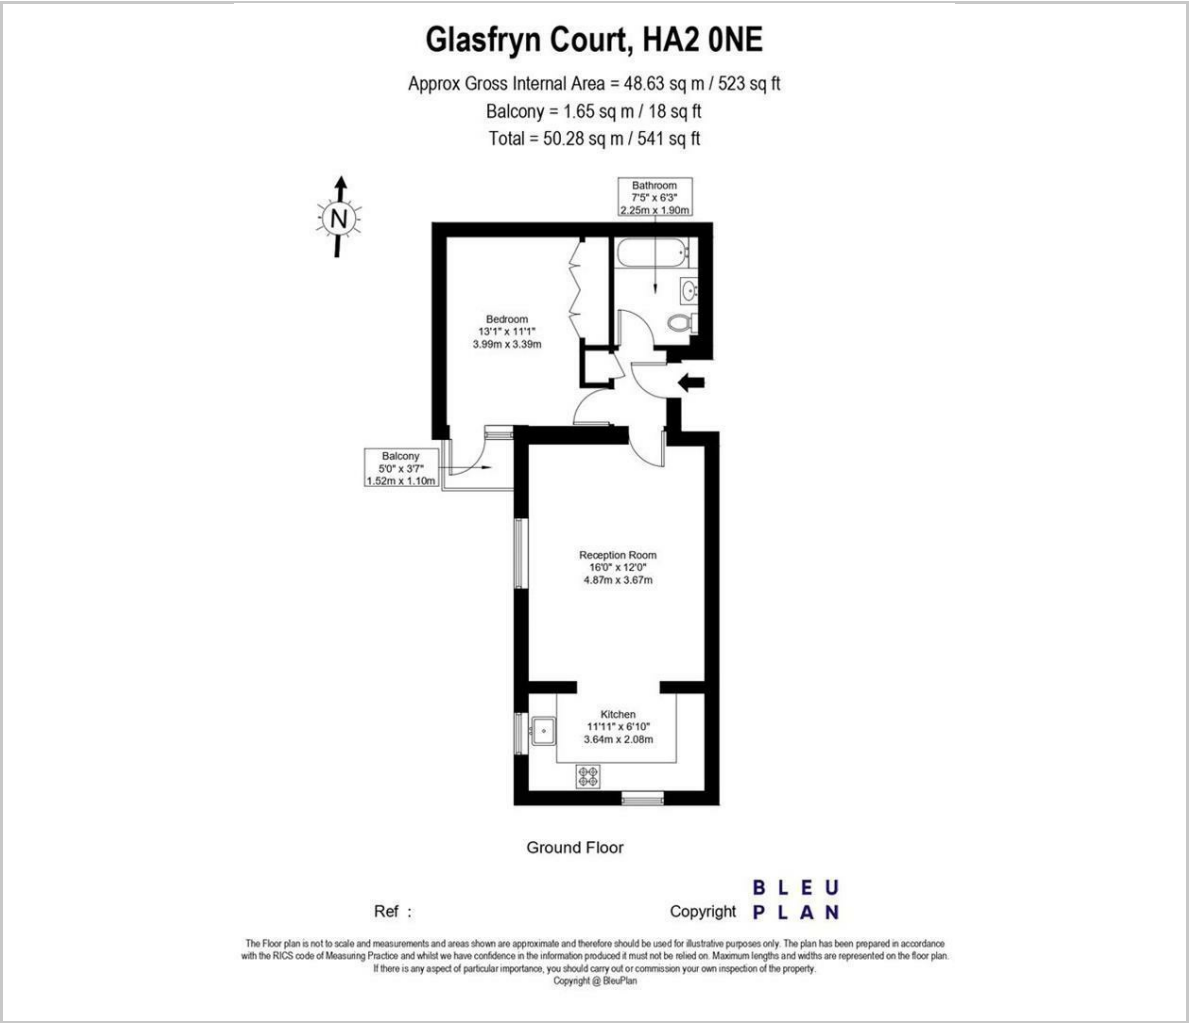 Glasfryn Court, HA2 0NE
Approx Gross Internal Area = 48.63 sq m / 523 sq ft
Balcony = 1.65 sq m / 18 sq ft
Total = 50.28 sq m / 541 sq ft
N
Bathroom
7'5" x 6'3"
2.25m x 1.90m
Bedroom
13'1" x 11'1"
3.99m x 3.39m
Balcony
5'0" x 3'7"
1.52m x 1.10m
Reception Room
16'0" x 12'0"
4.87m x 3.67m
Kitchen
11'11" x 6'10"
3.64m x 2.08m
Ground Floor
Ref :
Copyright
BLEU
PLAN
The Floor plan is not to scale and measurements and areas shown are approximate and therefore should be used for illustrative purposes only. The plan has been prepared in accordance
with the RICS code of Measuring Practice and whilst we have confidence in the information produced it must not be relied on. Maximum lengths and widths are represented on the floor plan.
If there is any aspect of particular importance, you should carry out or commission your own inspection of the property.
Copyright @ BleuPlan